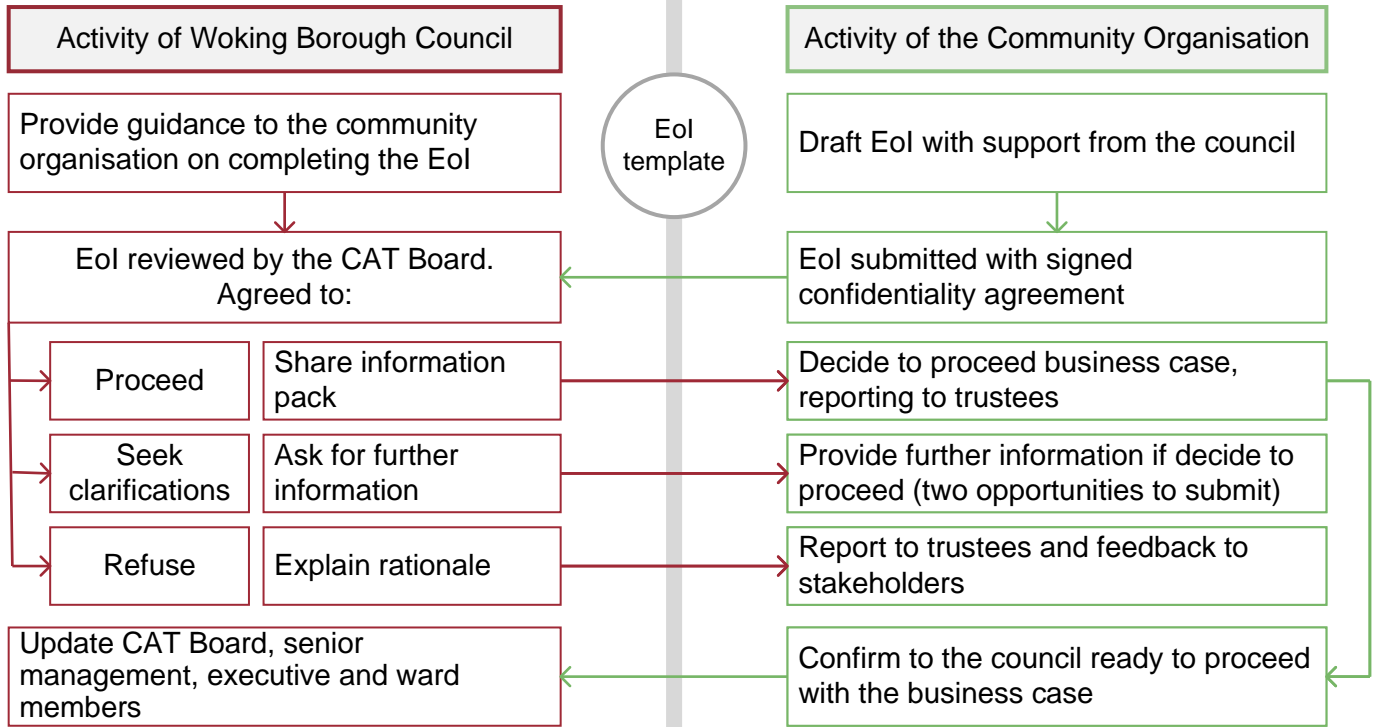 Activity of Woking Borough Council
Activity of the Community Organisation
Provide guidance to the community
organisation on completing the EoI
EoI
template
Draft EoI with support from the council
EoI reviewed by the CAT Board.
Agreed to:
EoI submitted with signed
confidentiality agreement
Proceed
Share information
pack
Decide to proceed business case,
reporting to trustees
Seek
clarifications
Ask for further
information
Provide further information if decide to
proceed (two opportunities to submit)
Refuse
Explain rationale
Report to trustees and feedback to
stakeholders
Update CAT Board, senior
management, executive and ward
members
Confirm to the council ready to proceed
with the business case